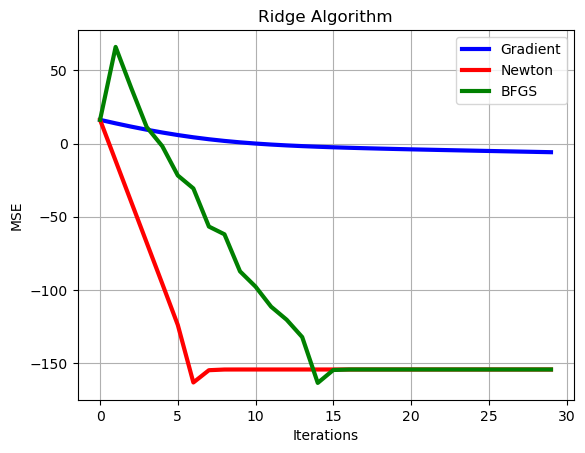 Ridge Algorithm
Gradient
Newton
BFGS
50
0
−50
−100
−150
MSE
0 5 10 15 20 25 30
Iterations